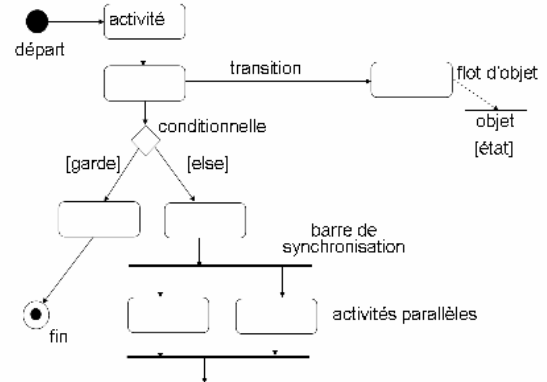 activité
départ
transition
flot d'objet
objet
[état]
conditionnelle
[garde]
[else]
barre de
synchronisation
activités parallèles
fin